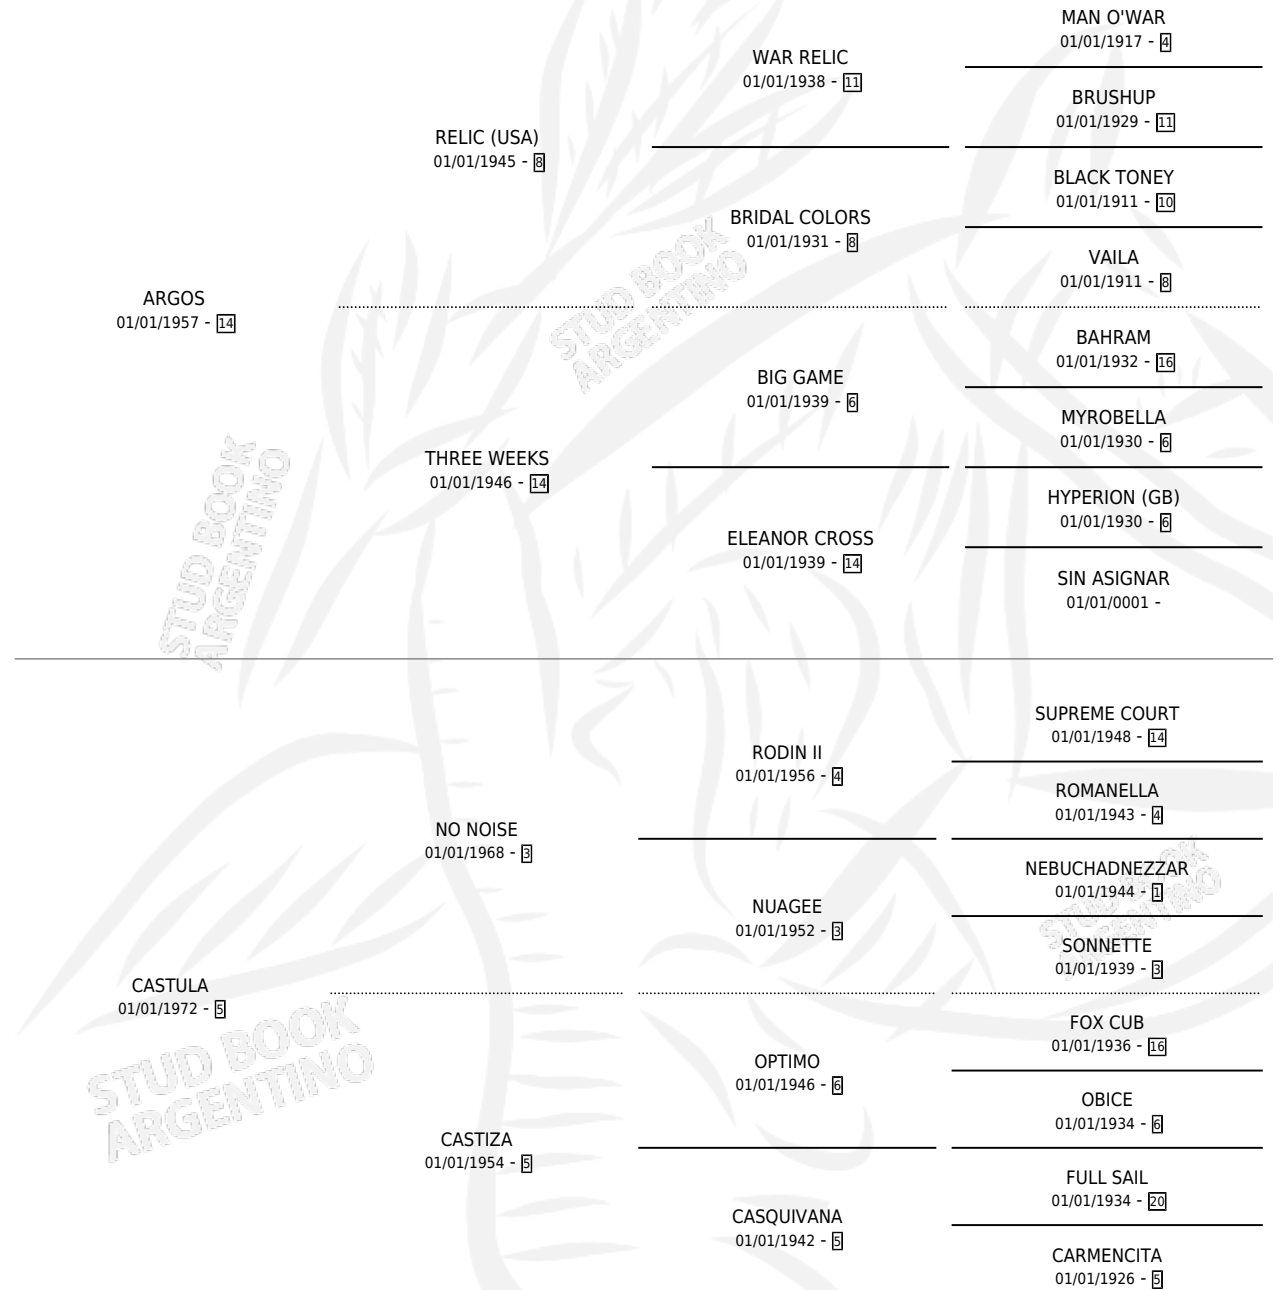 MAN O'WAR
01/01/1917 - 4
WAR RELIC
01/01/1938 - 11
BRUSHUP
01/01/1929 - 11
RELIC (USA)
01/01/1945 - 8
BLACK TONEY
01/01/1911 - 10
BRIDAL COLORS
01/01/1931 - 8
VAILA
01/01/1911 - 8
ARGOS
01/01/1957 - 14
BAHRAM
01/01/1932 - 16
BIG GAME
01/01/1939 - 6
MYROBELLA
01/01/1930 - 6
THREE WEEKS
01/01/1946 - 14
HYPERION (GB)
01/01/1930 - 6
ELEANOR CROSS
01/01/1939 - 14
SIN ASIGNAR
01/01/0001 -
SUPREME COURT
01/01/1948 - 14
RODIN II
01/01/1956 - 4
ROMANELLA
01/01/1943 - 4
NO NOISE
01/01/1968 - 3
NEBUCHADNEZZAR
01/01/1944 - 1
NUAGEE
01/01/1952 - 3
SONNETTE
01/01/1939 - 3
CASTULA
01/01/1972 - 5
FOX CUB
01/01/1936 - 16
OPTIMO
01/01/1946 - 6
OBICE
01/01/1934 - 6
CASTIZA
01/01/1954 - 5
FULL SAIL
01/01/1934 - 20
CASQUIVANA
01/01/1942 - 5
CARMENCITA
01/01/1926 - 5
STUD BOOK
ARGENTINO
STUD BOOK
ARGENTINO
STUD BOOK
ARGENTINO
STUD BOOK
ARGENTINO